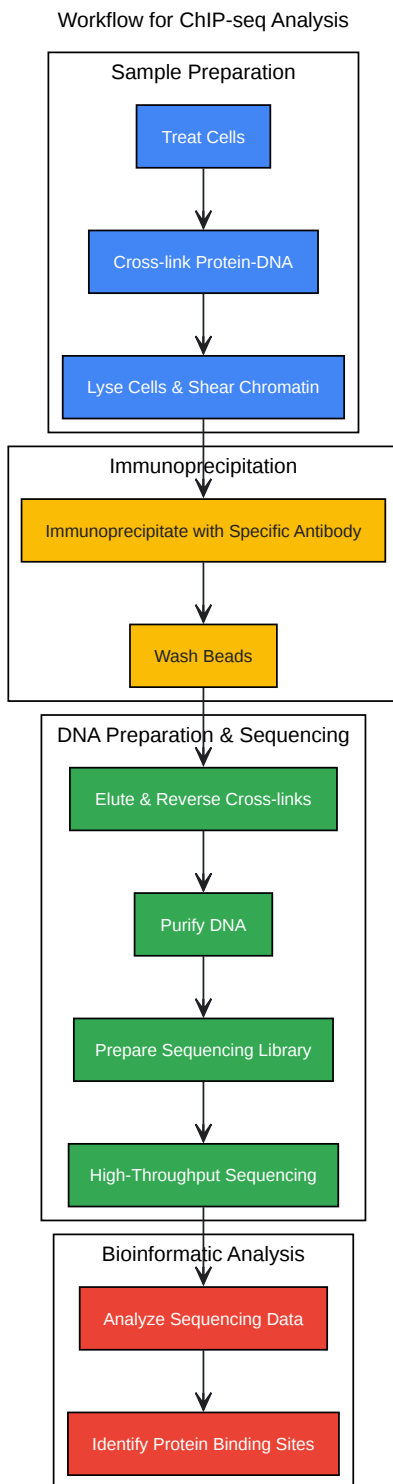 Workflow for ChIP-seq Analysis
Sample Preparation
Treat Cells
Cross-link Protein-DNA
Lyse Cells & Shear Chromatin
Immunoprecipitation
Immunoprecipitate with Specific Antibody
Wash Beads
DNA Preparation & Sequencing
Elute & Reverse Cross-links
Purify DNA
Prepare Sequencing Library
High-Throughput Sequencing
Bioinformatic Analysis
Analyze Sequencing Data
Identify Protein Binding Sites